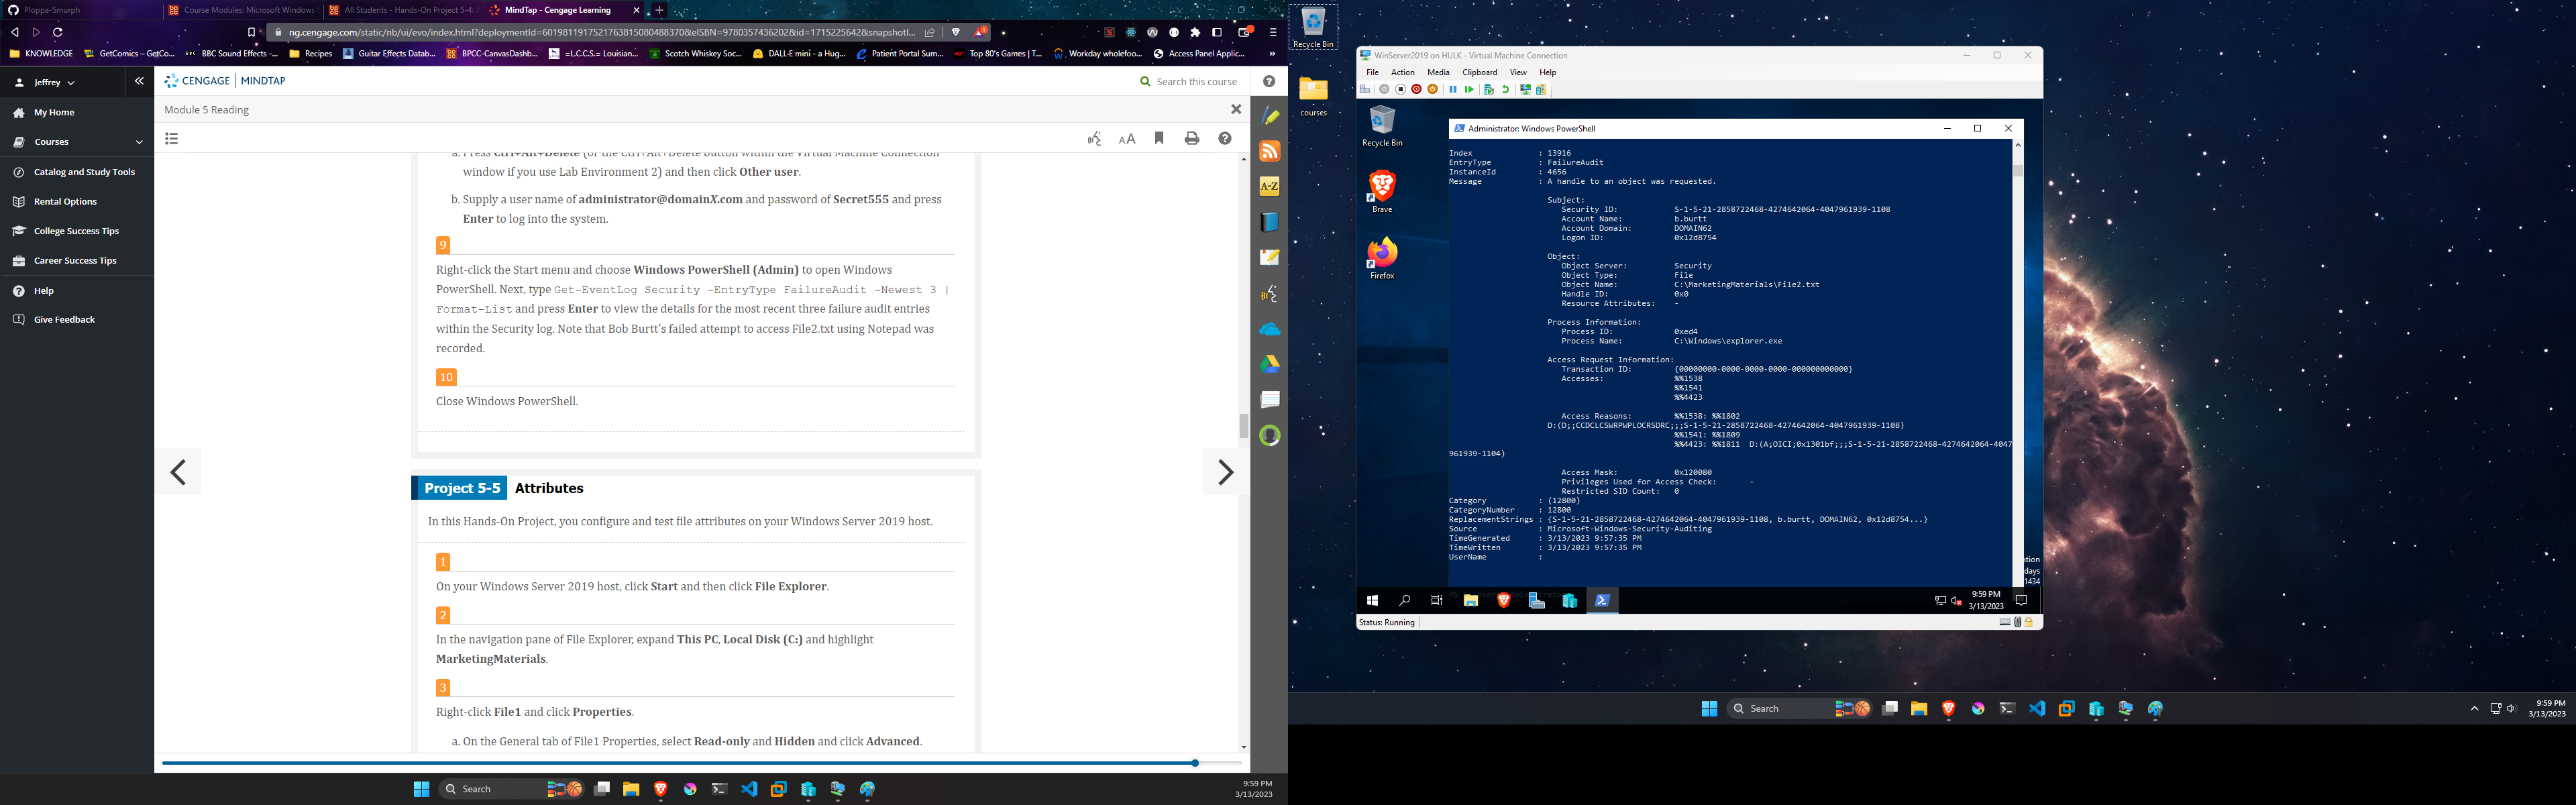 Ploppa-Smurph
Course Modules: Microsoft Windows
All Students - Hands-On Project 5-4:
MindTap - Cengage Learning
ng.cengage.com/static/nb/ui/evo/index.html?deploymentId=6019811917521763815080488370&eISBN=9780357436202&id=1715225642&snapshotI...
KNOWLEDGE
GetComics – GetCo...
BBC Sound Effects -...
Recipes
Guitar Effects Datab...
BPCC-CanvasDashb...
=L.C.C.S.= Louisian...
Scotch Whiskey Soc...
DALL·E mini - a Hug...
Patient Portal Sum...
Top 80's Games | T...
Workday wholefoo...
Access Panel Applic...
Jeffrey
My Home
Courses
Catalog and Study Tools
Rental Options
College Success Tips
Career Success Tips
Help
Give Feedback
CENGAGE | MINDTAP
Search this course
Module 5 Reading
AA
A-Z
a. Press Ctrl+Alt+Delete (or the Ctrl+Alt+Delete button within the Virtual Machine Connection
window if you use Lab Environment 2) and then click Other user.
b. Supply a user name of administrator@domainX.com and password of Secret555 and press
Enter to log into the system.
9
Right-click the Start menu and choose Windows PowerShell (Admin) to open Windows
PowerShell. Next, type Get-EventLog Security -EntryType FailureAudit -Newest 3 |
Format-List and press Enter to view the details for the most recent three failure audit entries
within the Security log. Note that Bob Burtt's failed attempt to access File2.txt using Notepad was
recorded.
10
Close Windows PowerShell.
Project 5-5 Attributes
In this Hands-On Project, you configure and test file attributes on your Windows Server 2019 host.
1
On your Windows Server 2019 host, click Start and then click File Explorer.
2
In the navigation pane of File Explorer, expand This PC, Local Disk (C:) and highlight
MarketingMaterials.
3
Right-click File1 and click Properties.
a. On the General tab of File1 Properties, select Read-only and Hidden and click Advanced.
Search
9:59 PM
3/13/2023
Recycle Bin
courses
WinServer2019 on HULK - Virtual Machine Connection
File Action Media Clipboard View Help
Recycle Bin
Brave
Firefox
Administrator: Windows PowerShell
Index : 13916
EntryType : FailureAudit
InstanceId : 4656
Message : A handle to an object was requested.
Subject:
Security ID: S-1-5-21-2858722468-4274642064-4047961939-1108
Account Name: b.burtt
Account Domain: DOMAIN62
Logon ID: 0x12d8754
Object:
Object Server: Security
Object Type: File
Object Name: C:\MarketingMaterials\File2.txt
Handle ID: 0x0
Resource Attributes: -
Process Information:
Process ID: 0xed4
Process Name: C:\Windows\explorer.exe
Access Request Information:
Transaction ID: {00000000-0000-0000-0000-000000000000}
Accesses: %%1538
%%1541
%%4423
Access Reasons: %%1538: %%1802
D:(D;;CCDCLCSWRPWPLOCRSDRC;;;S-1-5-21-2858722468-4274642064-4047961939-1108)
%%1541: %%1809
%%4423: %%1811 D:(A;OICI;0x1301bf;;;S-1-5-21-2858722468-4274642064-4047
961939-1104)
Access Mask: 0x120080
Privileges Used for Access Check: -
Restricted SID Count: 0
Category : (12800)
CategoryNumber : 12800
ReplacementStrings : {S-1-5-21-2858722468-4274642064-4047961939-1108, b.burtt, DOMAIN62, 0x12d8754...}
Source : Microsoft-Windows-Security-Auditing
TimeGenerated : 3/13/2023 9:57:35 PM
TimeWritten : 3/13/2023 9:57:35 PM
UserName :
ation
days
1434
9:59 PM
3/13/2023
Status: Running
Search
9:59 PM
3/13/2023